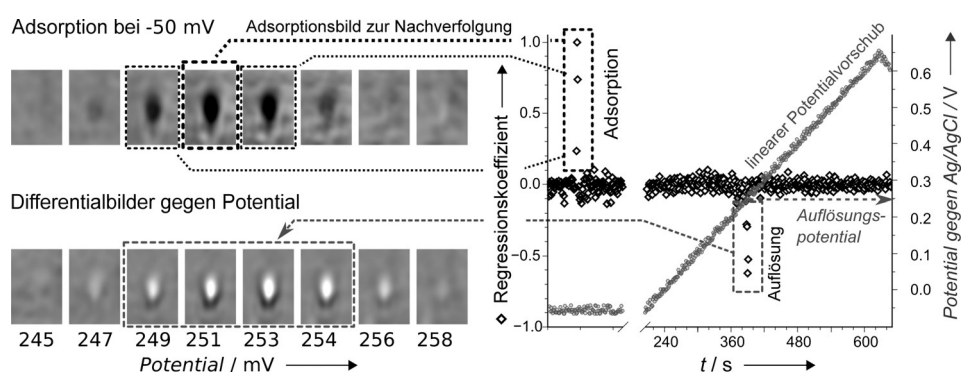 Adsorption bei -50 mV
Adsorptionsbild zur Nachverfolgung
Differentialbilder gegen Potential
245 247 249 251 253 254 256 258
Potential / mV
Regressionskoeffizient
1.0
0.5
0.0
−0.5
−1.0
Adsorption
linearer Potentialvorschub
Auflösungs-
potential
Auflösung
240 360 480 600
t / s
0.6
0.5
0.4
0.3
0.2
0.1
0.0
Potential gegen Ag/AgCl / V